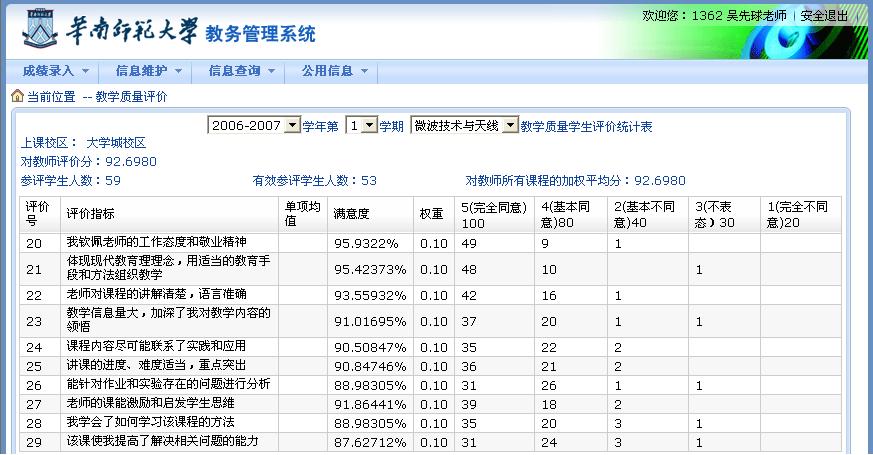 欢迎您：1362 吴先球老师 | 安全退出 |
華南師範大學 教务管理系统
成绩录入 信息维护 信息查询 公用信息
当前位置 -- 教学质量评价
2006-2007 学年第 1 学期 微波技术与天线 教学质量学生评价统计表
上课校区： 大学城校区
对教师评价分：92.6980
参评学生人数：59 有效参评学生人数：53 对教师所有课程的加权平均分：92.6980
评价号 评价指标 单项均值 满意度 权重 5(完全同意)100 4(基本同意)80 2(基本不同意)40 3(不表态）30 1(完全不同意)20
20 我钦佩老师的工作态度和敬业精神 95.9322% 0.10 49 9 1
21 体现现代教育理理念，用适当的教育手段和方法组织教学 95.42373% 0.10 48 10 1
22 老师对课程的讲解清楚，语言准确 93.55932% 0.10 42 16 1
23 教学信息量大，加深了我对教学内容的领悟 91.01695% 0.10 37 20 1 1
24 课程内容尽可能联系了实践和应用 90.50847% 0.10 35 22 2
25 讲课的进度、难度适当，重点突出 90.84746% 0.10 36 21 2
26 能针对作业和实验存在的问题进行分析 88.98305% 0.10 31 26 1 1
27 老师的课能激励和启发学生思维 91.86441% 0.10 39 18 2
28 我学会了如何学习该课程的方法 88.98305% 0.10 35 20 3 1
29 该课使我提高了解决相关问题的能力 87.62712% 0.10 31 24 3 1